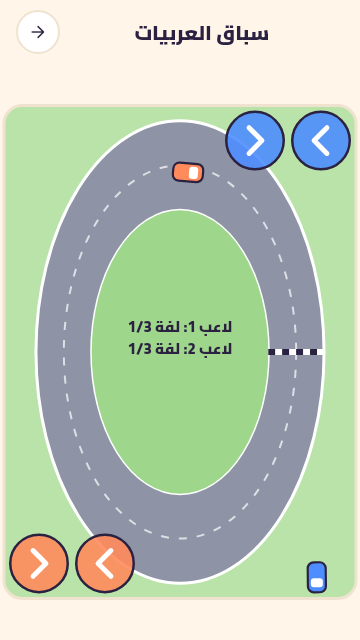 سباق العربيات
لاعب 1: لفة 1/3
لاعب 2: لفة 1/3